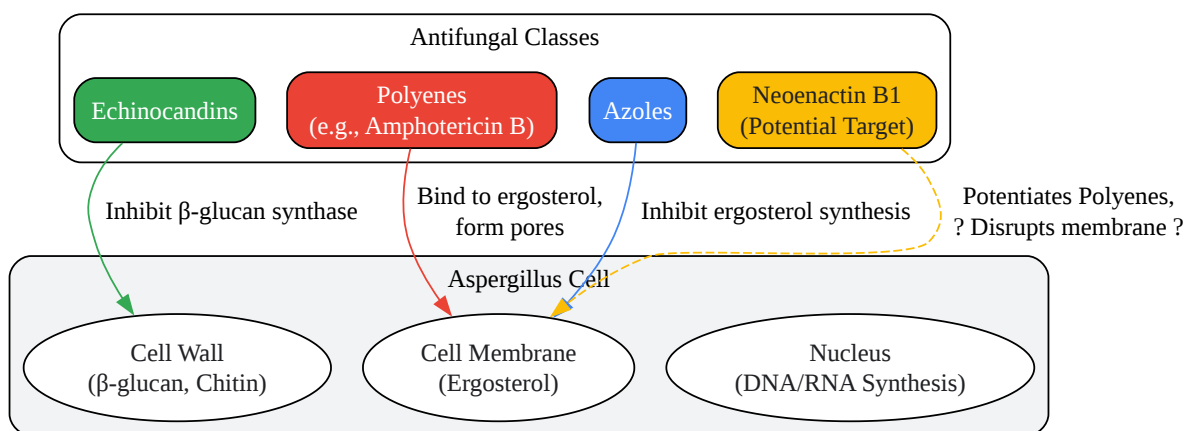 Antifungal Classes
Echinocandins
Polyenes
(e.g., Amphotericin B)
Azoles
Neoenactin B1
(Potential Target)
Inhibit β-glucan synthase
Bind to ergosterol,
form pores
Inhibit ergosterol synthesis
Potentiates Polyenes,
? Disrupts membrane ?
Aspergillus Cell
Cell Wall
(β-glucan, Chitin)
Cell Membrane
(Ergosterol)
Nucleus
(DNA/RNA Synthesis)